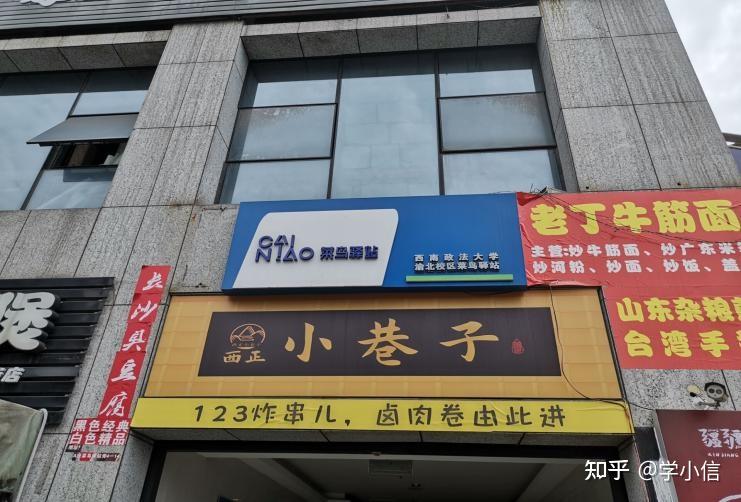 CAI
NIAO 菜鸟驿站
西南政法大学
渝北校区菜鸟驿站
老丁牛筋面
主营:炒牛筋面、炒广东米
炒河粉、炒面、炒饭、盖
山东杂粮
台湾手
西正
小巷子
123炸串儿，卤肉卷由此进
长沙臭豆腐
黑色经典
白色精品
煲
店
知乎 @学小信